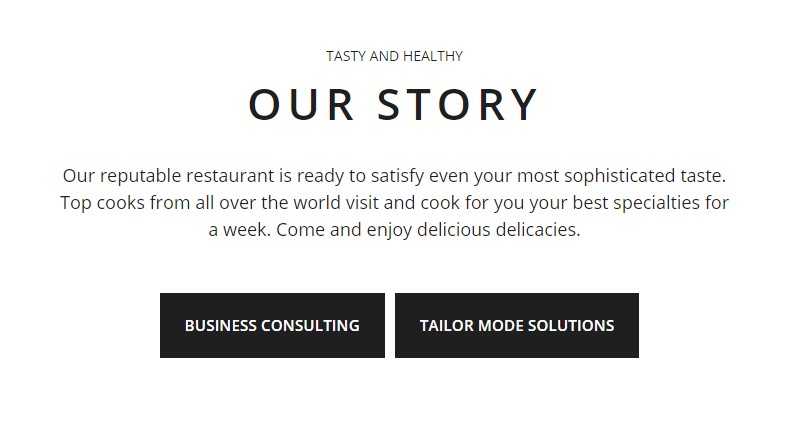 TASTY AND HEALTHY
OUR STORY
Our reputable restaurant is ready to satisfy even your most sophisticated taste.
Top cooks from all over the world visit and cook for you your best specialties for
a week. Come and enjoy delicious delicacies.
BUSINESS CONSULTING
TAILOR MODE SOLUTIONS